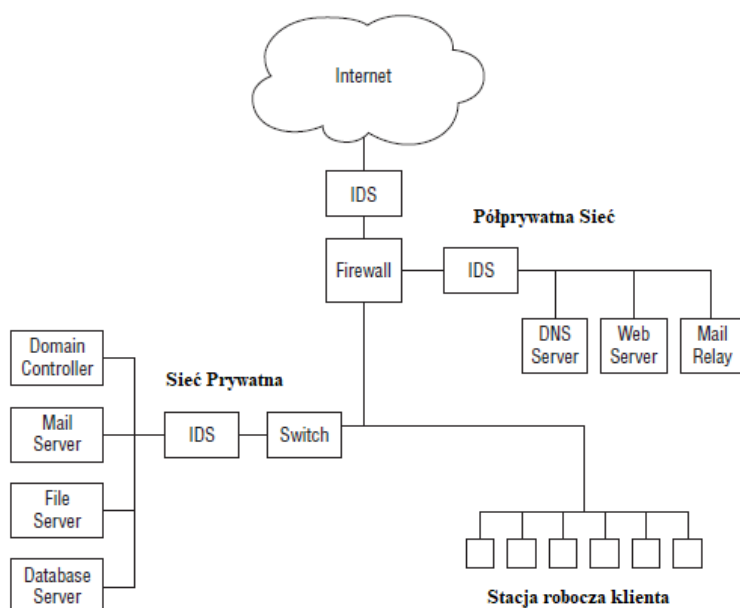 Internet
IDS
Półprywatna Sieć
Firewall
IDS
DNS
Server
Web
Server
Mail
Relay
Domain
Controller
Sieć Prywatna
Mail
Server
IDS
Switch
File
Server
Database
Server
Stacja robocza klienta